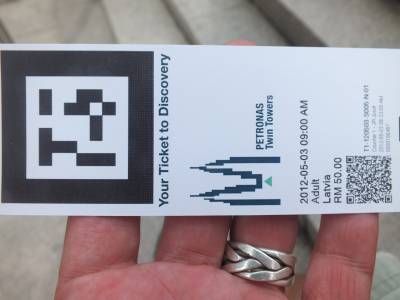 Your Ticket to Discovery
PETRONAS
Twin Towers
2012-05-03 09:00 AM
Adult
Latvia
RM 50.00